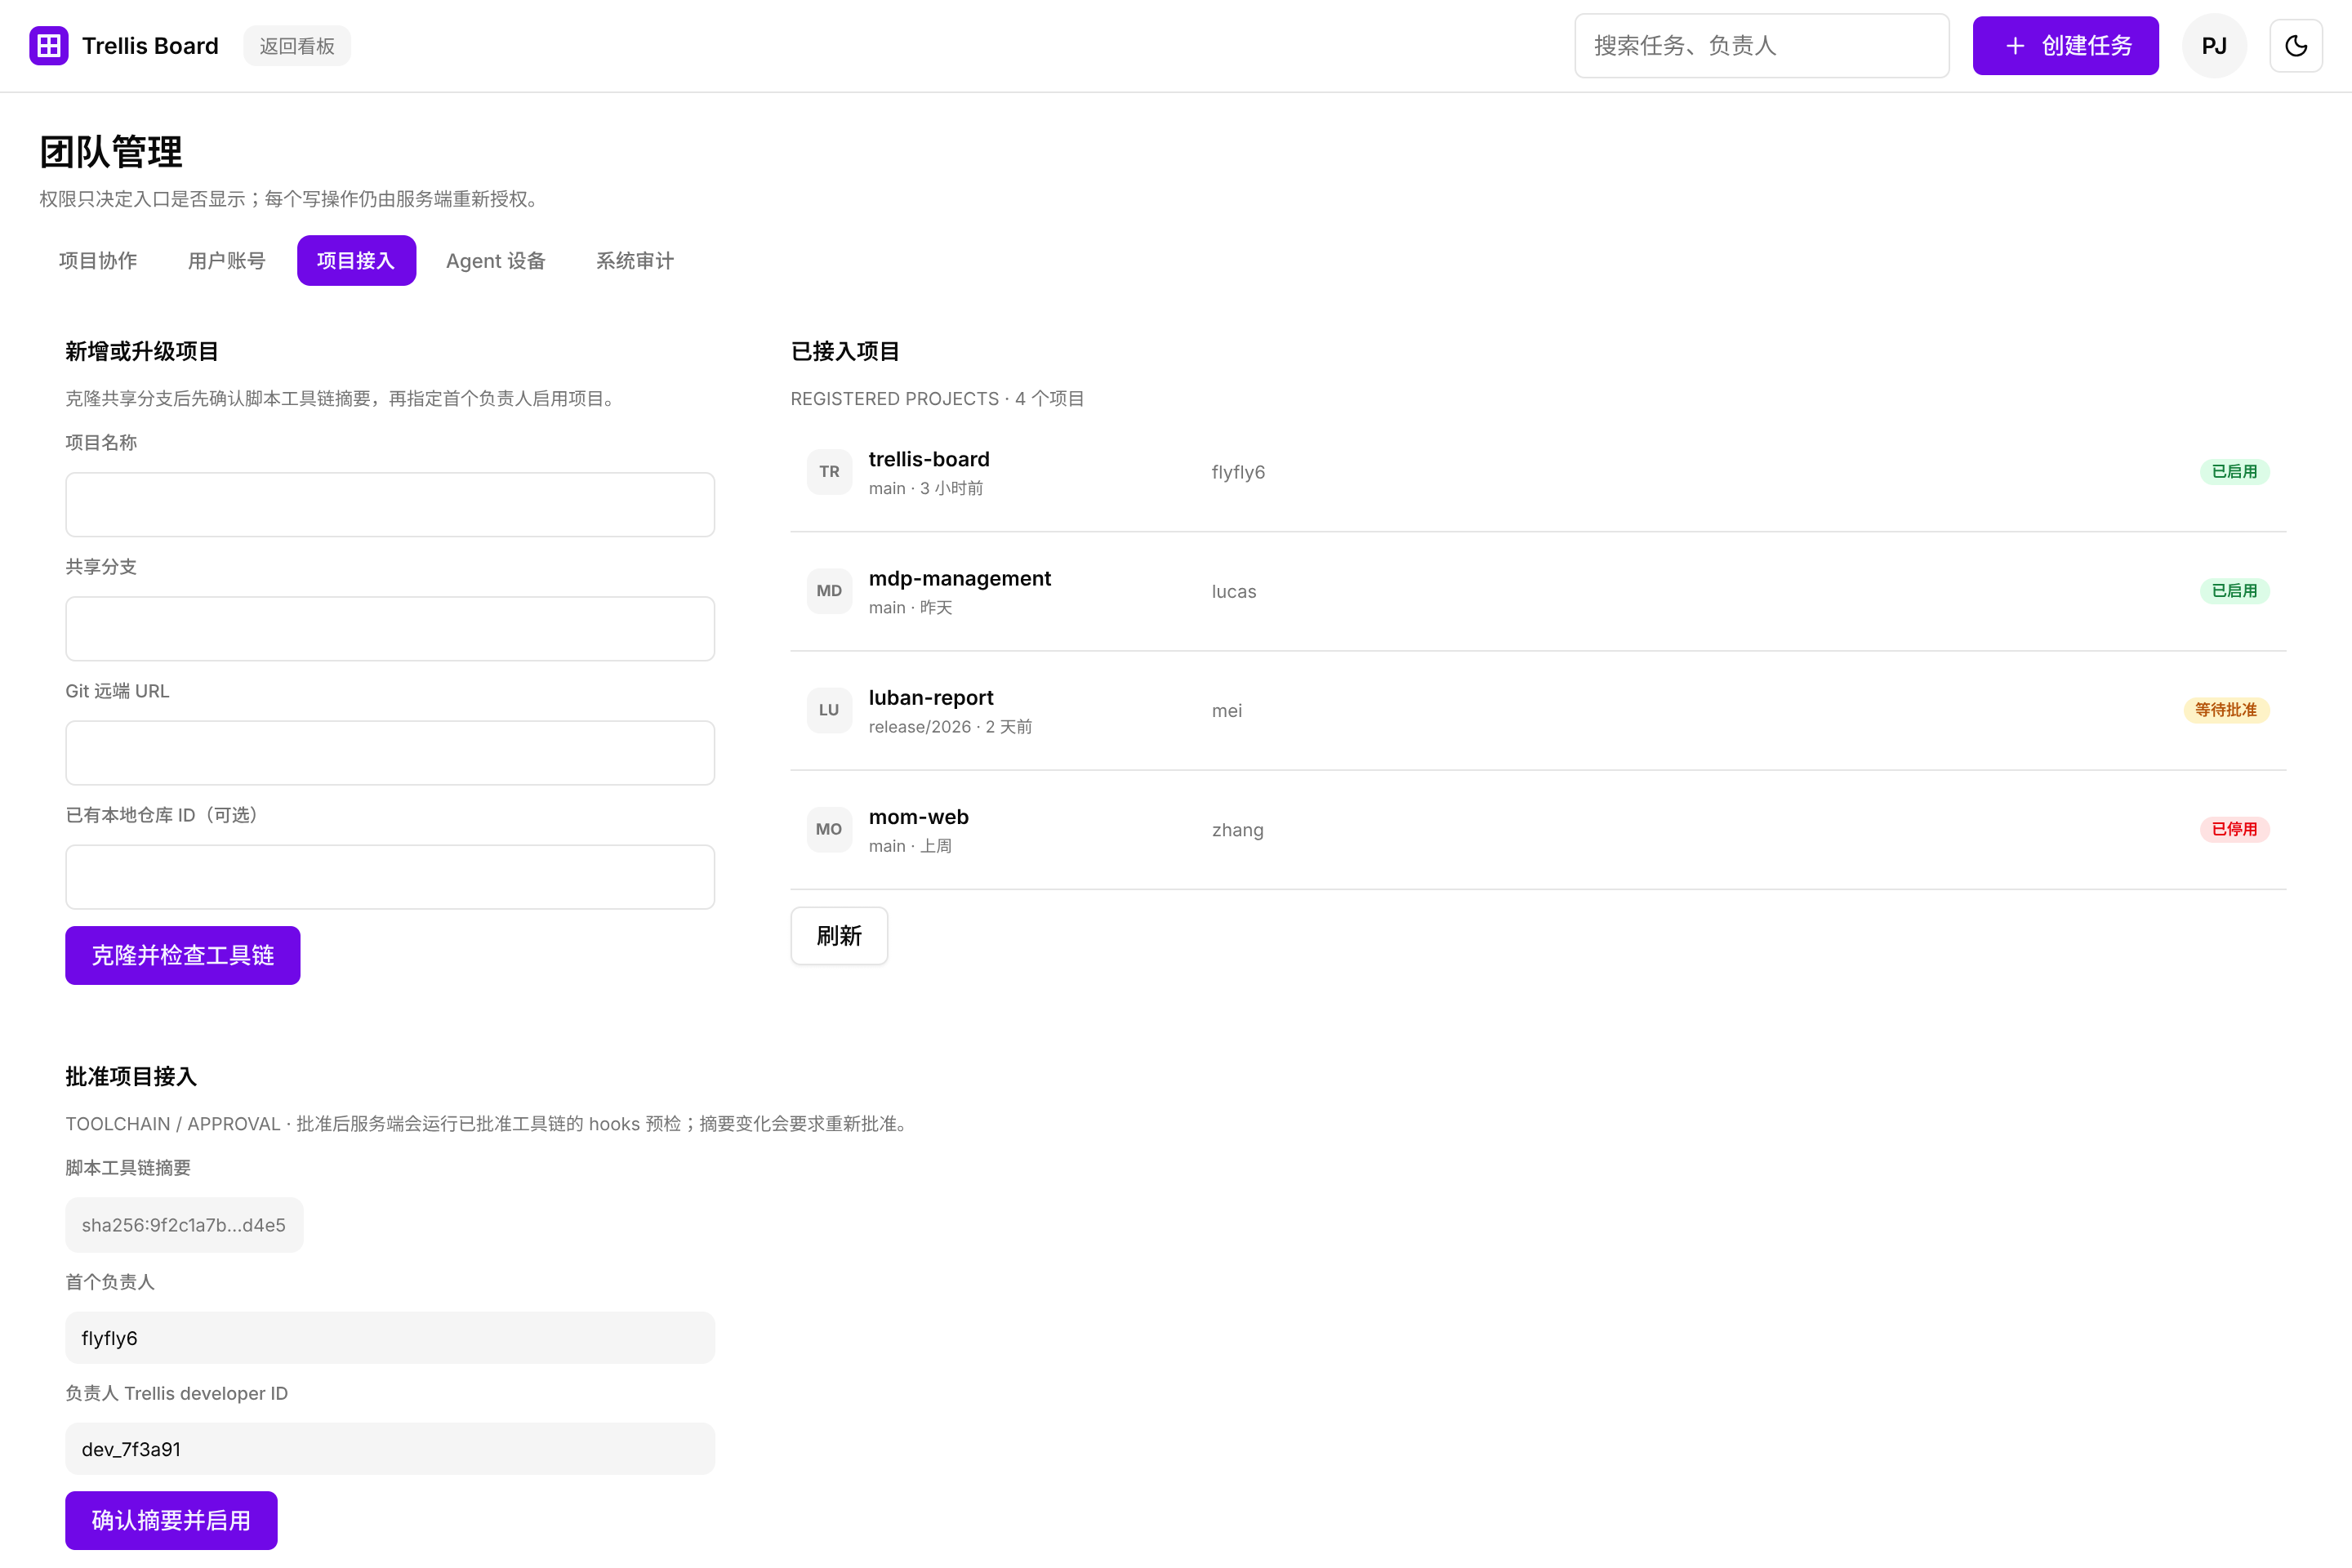 Trellis Board
返回看板
搜索任务、负责人
创建任务
PJ
团队管理
权限只决定入口是否显示；每个写操作仍由服务端重新授权。
项目协作
用户账号
项目接入
Agent 设备
系统审计
新增或升级项目
克隆共享分支后先确认脚本工具链摘要，再指定首个负责人启用项目。
项目名称
共享分支
Git 远端 URL
已有本地仓库 ID（可选）
克隆并检查工具链
已接入项目
REGISTERED PROJECTS · 4 个项目
TR
trellis-board
main · 3 小时前
flyfly6
已启用
MD
mdp-management
main · 昨天
lucas
已启用
LU
luban-report
release/2026 · 2 天前
mei
等待批准
MO
mom-web
main · 上周
zhang
已停用
刷新
批准项目接入
TOOLCHAIN / APPROVAL · 批准后服务端会运行已批准工具链的 hooks 预检；摘要变化会要求重新批准。
脚本工具链摘要
sha256:9f2c1a7b…d4e5
首个负责人
flyfly6
负责人 Trellis developer ID
dev_7f3a91
确认摘要并启用